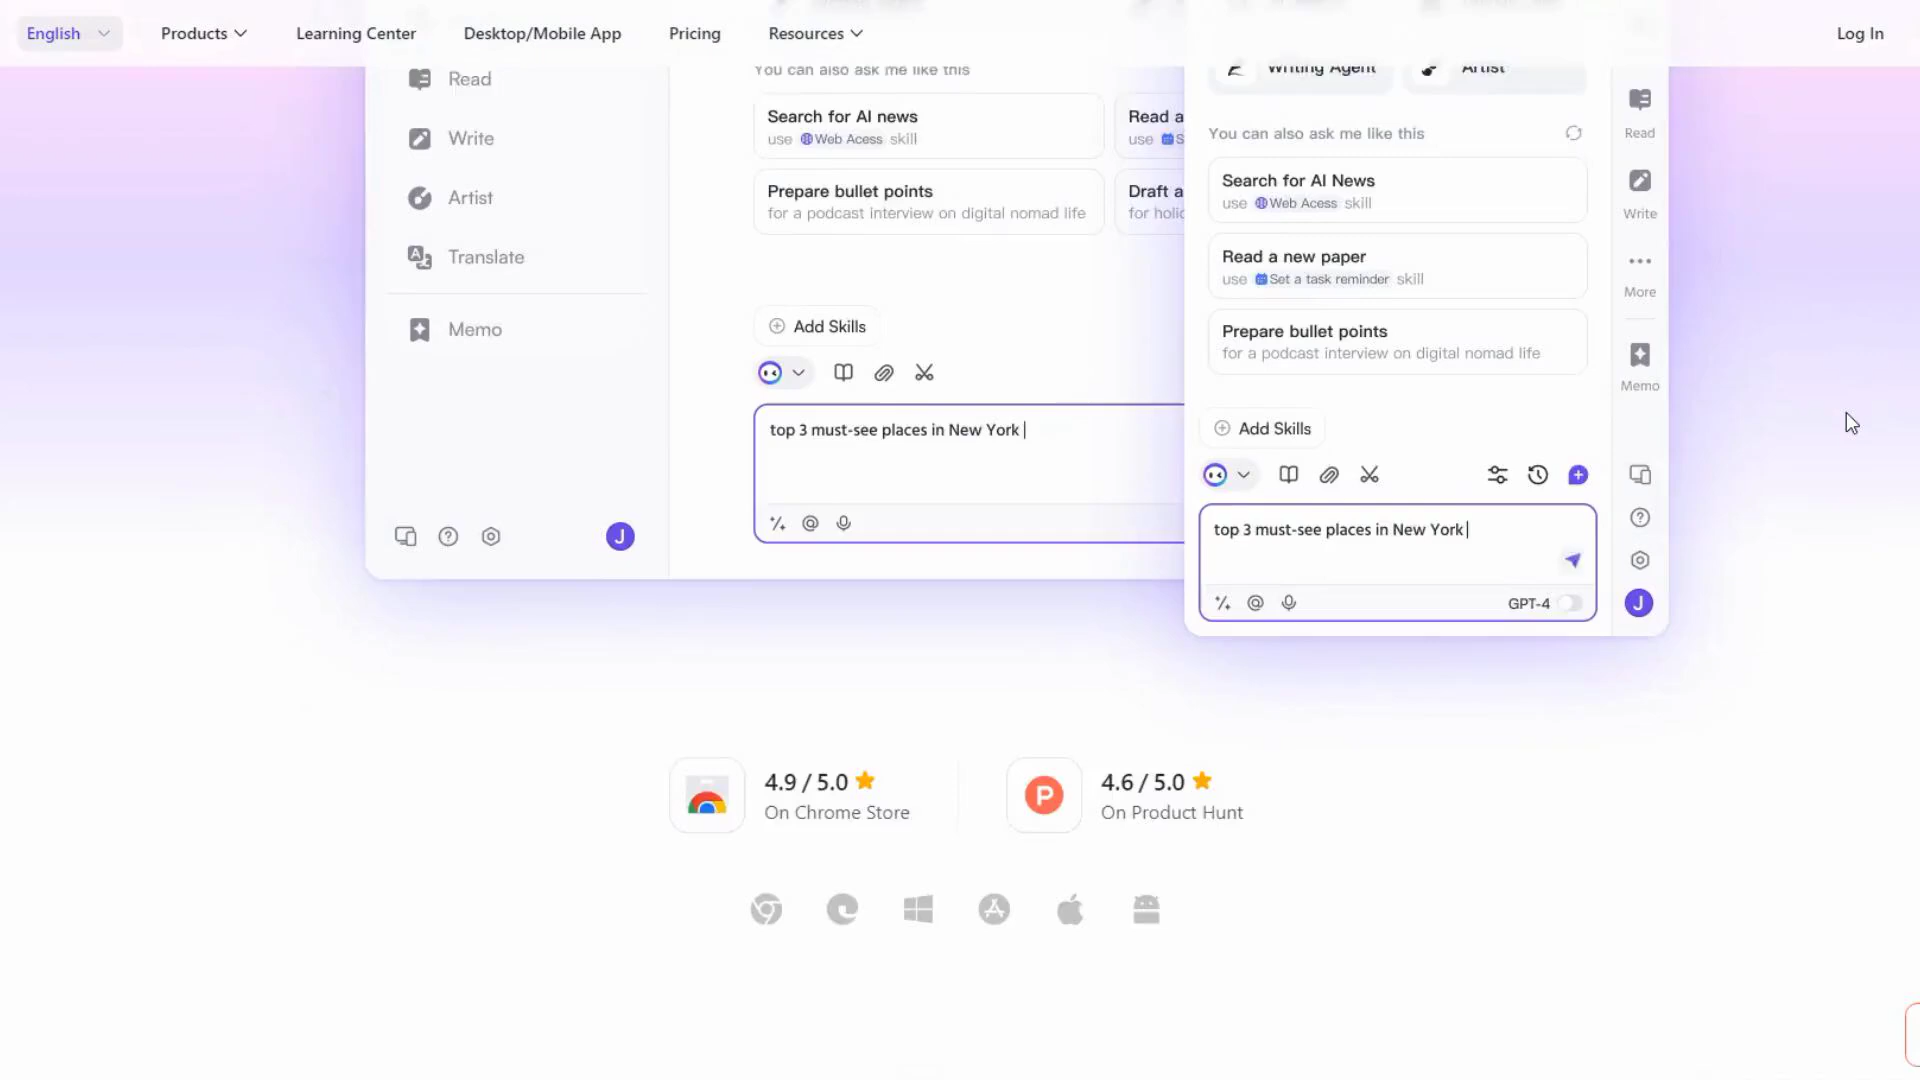 English
Products
Learning Center
Desktop/Mobile App
Pricing
Resources
Log In
Read
Write
Artist
Translate
Memo
J
You can also ask me like this
Search for AI news
use Web Acess skill
Prepare bullet points
for a podcast interview on digital nomad life
Read a
use S
Draft a
for holic
Add Skills
top 3 must-see places in New York
Writing Agent
Artist
You can also ask me like this
Search for AI News
use Web Acess skill
Read a new paper
use Set a task reminder skill
Prepare bullet points
for a podcast interview on digital nomad life
Add Skills
top 3 must-see places in New York
GPT-4
Read
Write
More
Memo
J
4.9 / 5.0
On Chrome Store
P
4.6 / 5.0
On Product Hunt